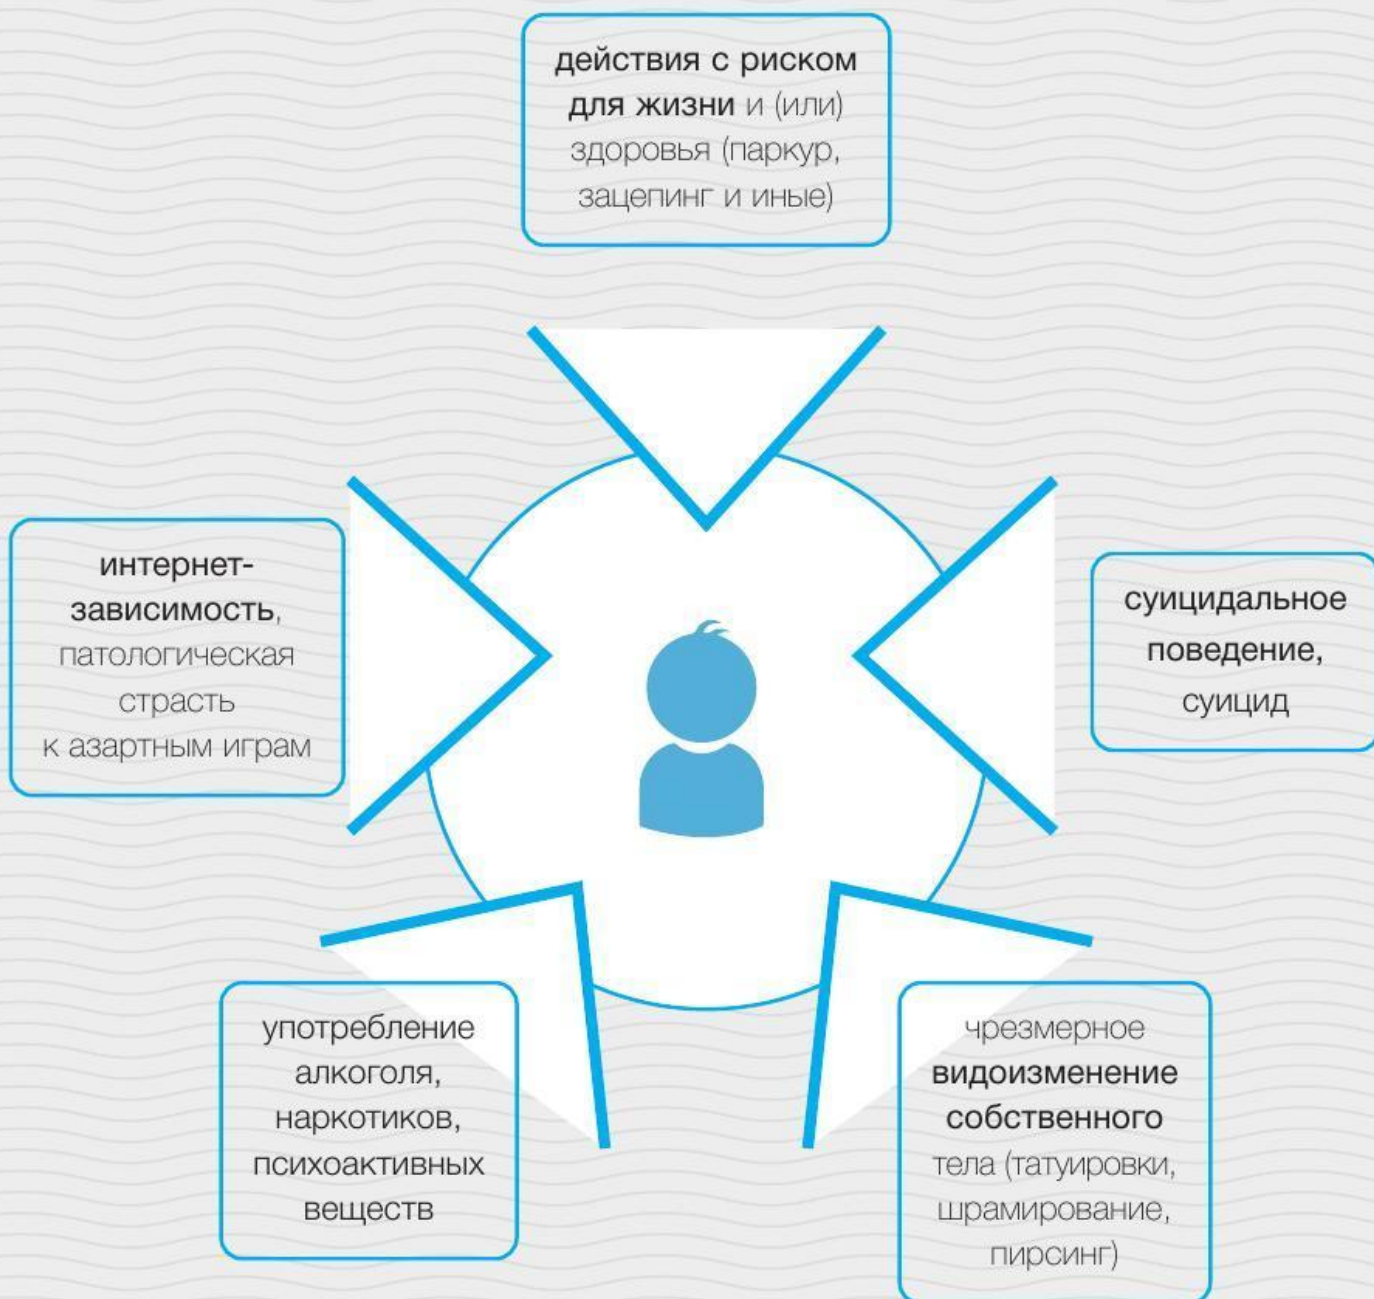 действия с риском
для жизни и (или)
здоровья (паркур,
зацепинг и иные)
интернет-
зависимость,
патологическая
страсть
к азартным играм
суицидальное
поведение,
суицид
употребление
алкоголя,
наркотиков,
психоактивных
веществ
чрезмерное
видоизменение
собственного
тела (татуировки,
шрамирование,
пирсинг)